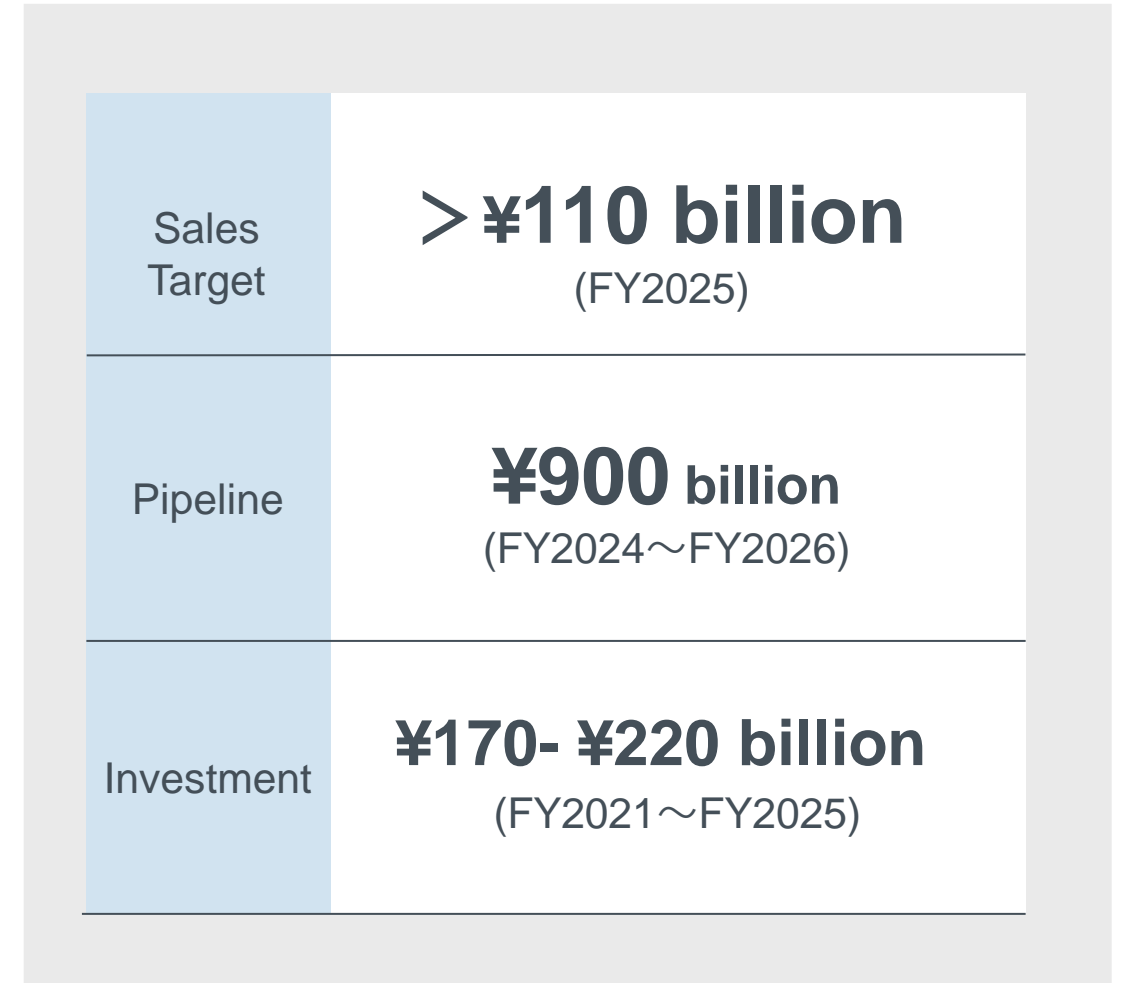 Sales
Target
＞¥110 billion
(FY2025)
Pipeline
¥900 billion
(FY2024～FY2026)
Investment
¥170- ¥220 billion
(FY2021～FY2025)